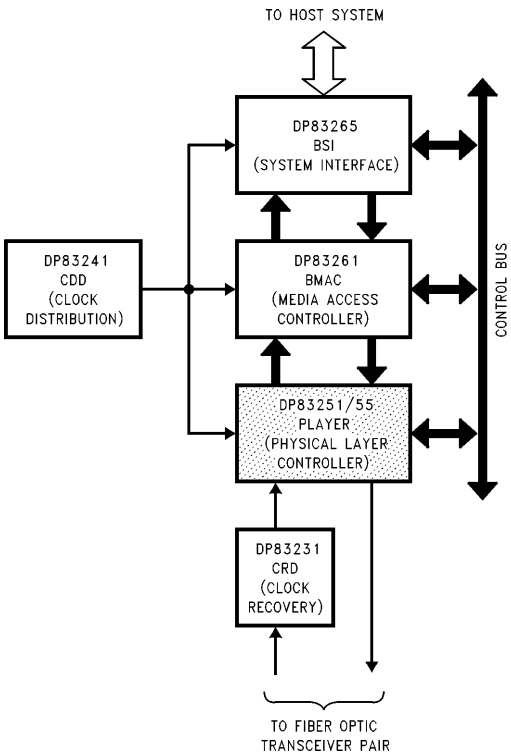 TO HOST SYSTEM
DP83265
BSI
(SYSTEM INTERFACE)
DP83241
CDD
(CLOCK
DISTRIBUTION)
DP83261
BMAC
(MEDIA ACCESS
CONTROLLER)
CONTROL BUS
DP83251/55
PLAYER
(PHYSICAL LAYER
CONTROLLER)
DP83231
CRD
(CLOCK
RECOVERY)
TO FIBER OPTIC
TRANSCEIVER PAIR